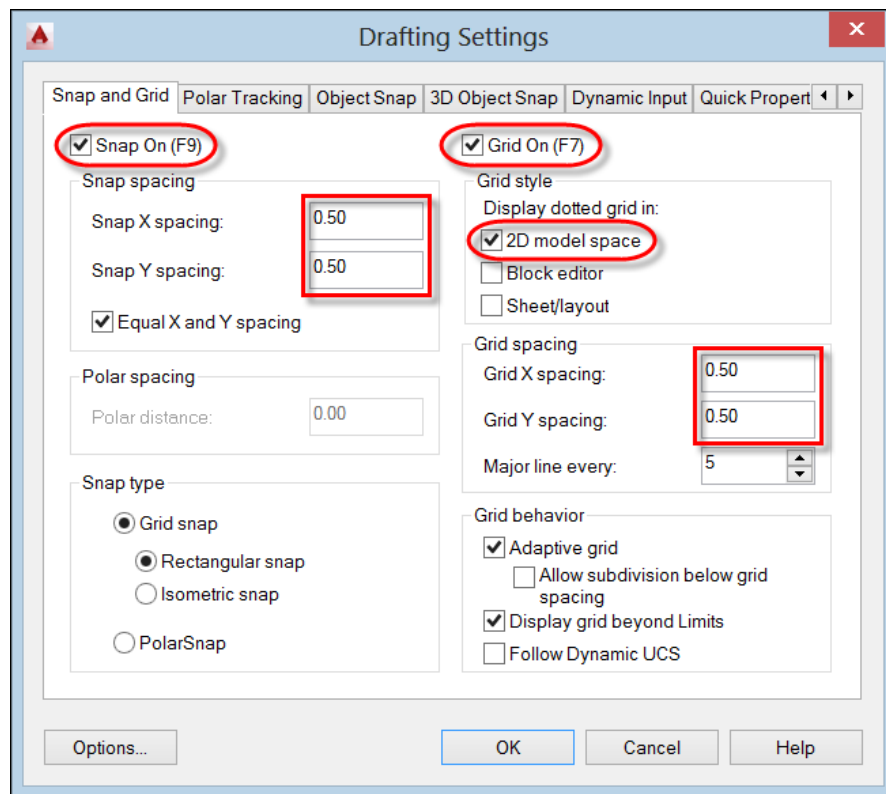 Drafting Settings
Snap and Grid Polar Tracking Object Snap 3D Object Snap Dynamic Input Quick Propert
Snap On (F9)
Snap spacing
Snap X spacing: 0.50
Snap Y spacing: 0.50
Equal X and Y spacing
Polar spacing
Polar distance: 0.00
Snap type
Grid snap
Rectangular snap
Isometric snap
PolarSnap
Grid On (F7)
Grid style
Display dotted grid in:
2D model space
Block editor
Sheet/layout
Grid spacing
Grid X spacing: 0.50
Grid Y spacing: 0.50
Major line every: 5
Grid behavior
Adaptive grid
Allow subdivision below grid
spacing
Display grid beyond Limits
Follow Dynamic UCS
Options... OK Cancel Help